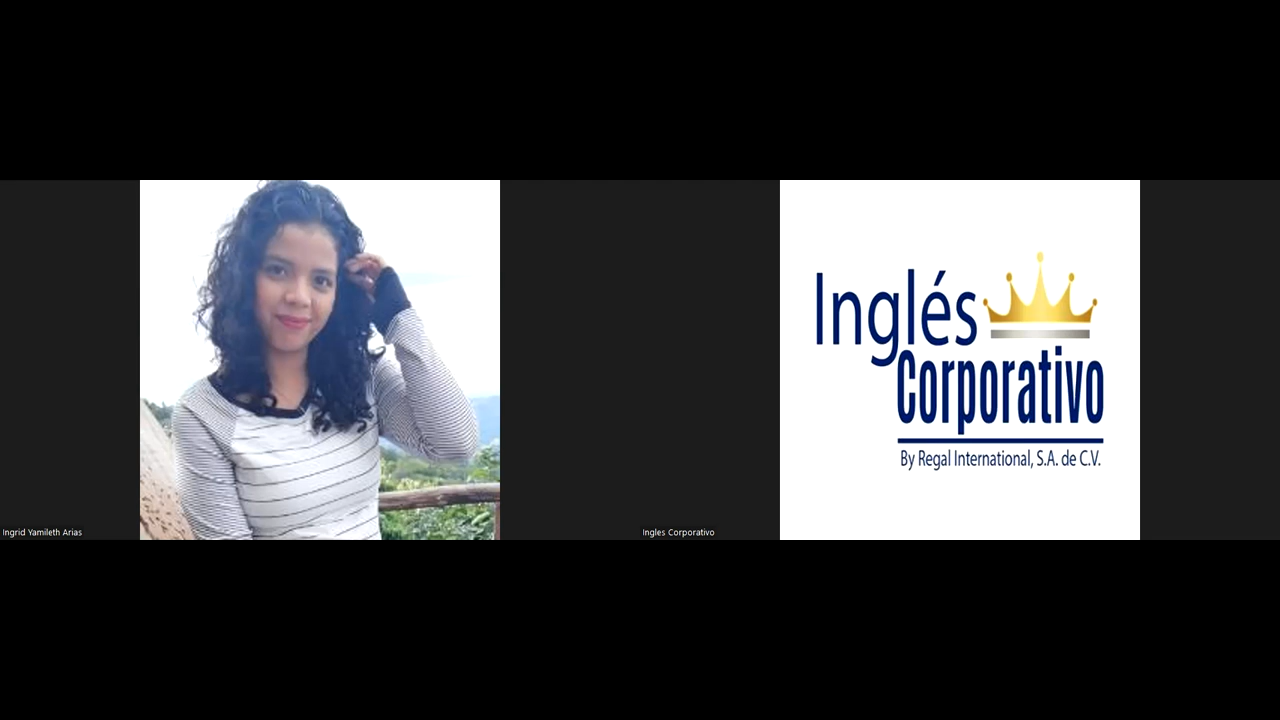 Inglés
Corporativo
By Regal International, S.A. de C.V.
Ingrid Yamileth Arias
Ingles Corporativo